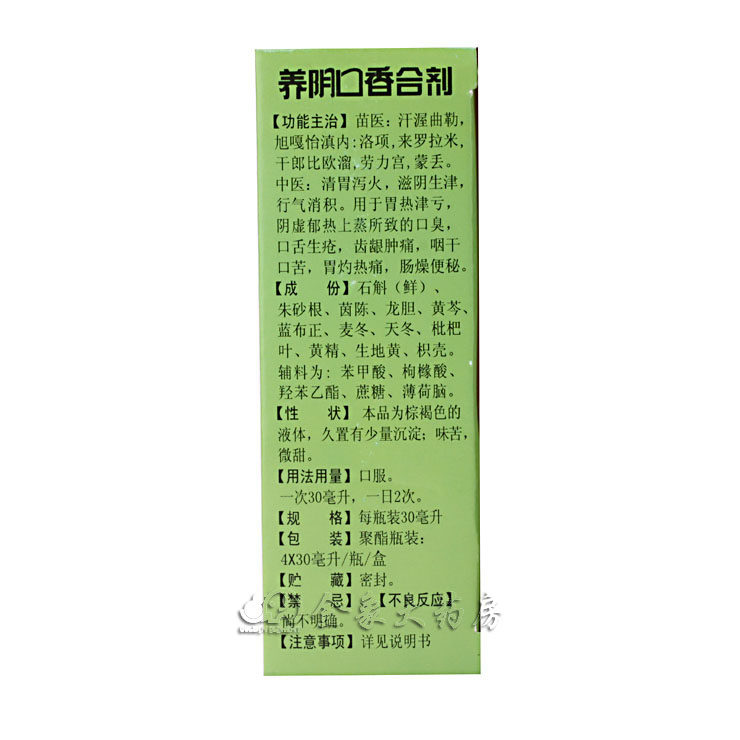 养阴口香合剂
【功能主治】苗医：汗渥曲勒，
旭嘎怡滇内：洛项，来罗拉米，
干郎比欧溜，劳力宫，蒙丢。
中医：清胃泻火，滋阴生津，
行气消积。用于胃热津亏，
阴虚郁热上蒸所致的口臭，
口舌生疮，齿龈肿痛，咽干
口苦，胃灼热痛，肠燥便秘。
【成 份】石斛（鲜）、
朱砂根、茵陈、龙胆、黄芩、
蓝布正、麦冬、天冬、枇杷
叶、黄精、生地黄、枳壳。
辅料为：苯甲酸、枸橼酸、
羟苯乙酯、蔗糖、薄荷脑。
【性 状】本品为棕褐色的
液体，久置有少量沉淀；味苦，
微甜。
【用法用量】口服。
一次30毫升，一日2次。
【规 格】每瓶装30毫升
【包 装】聚酯瓶装：
4X30毫升/瓶/盒
【贮 藏】密封。
【禁 忌】、【不良反应】
尚不明确。
【注意事项】详见说明书
金象大药房